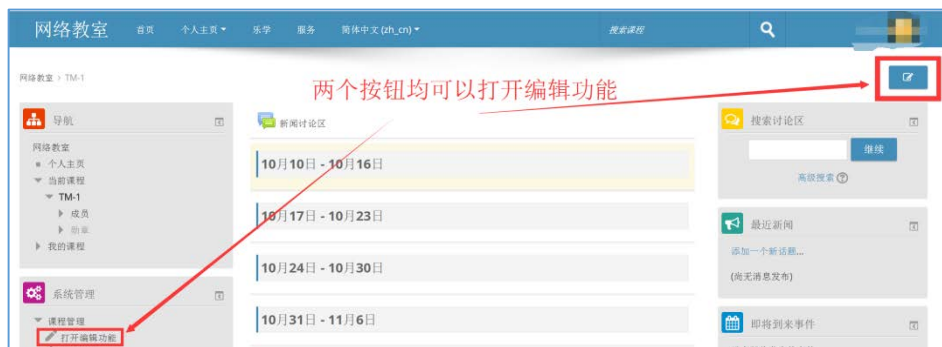 网络教室 首页 个人主页 乐学 服务 简体中文 (zh_cn) 搜索课程
网络教室 › TM-1
两个按钮均可以打开编辑功能
导航
网络教室
个人主页
当前课程
TM-1
成员
勋章
我的课程
系统管理
课程管理
打开编辑功能
新闻讨论区
10月10日 - 10月16日
10月17日 - 10月23日
10月24日 - 10月30日
10月31日 - 11月6日
搜索讨论区
继续
高级搜索
最近新闻
添加一个新话题...
(尚无消息发布)
即将到来事件